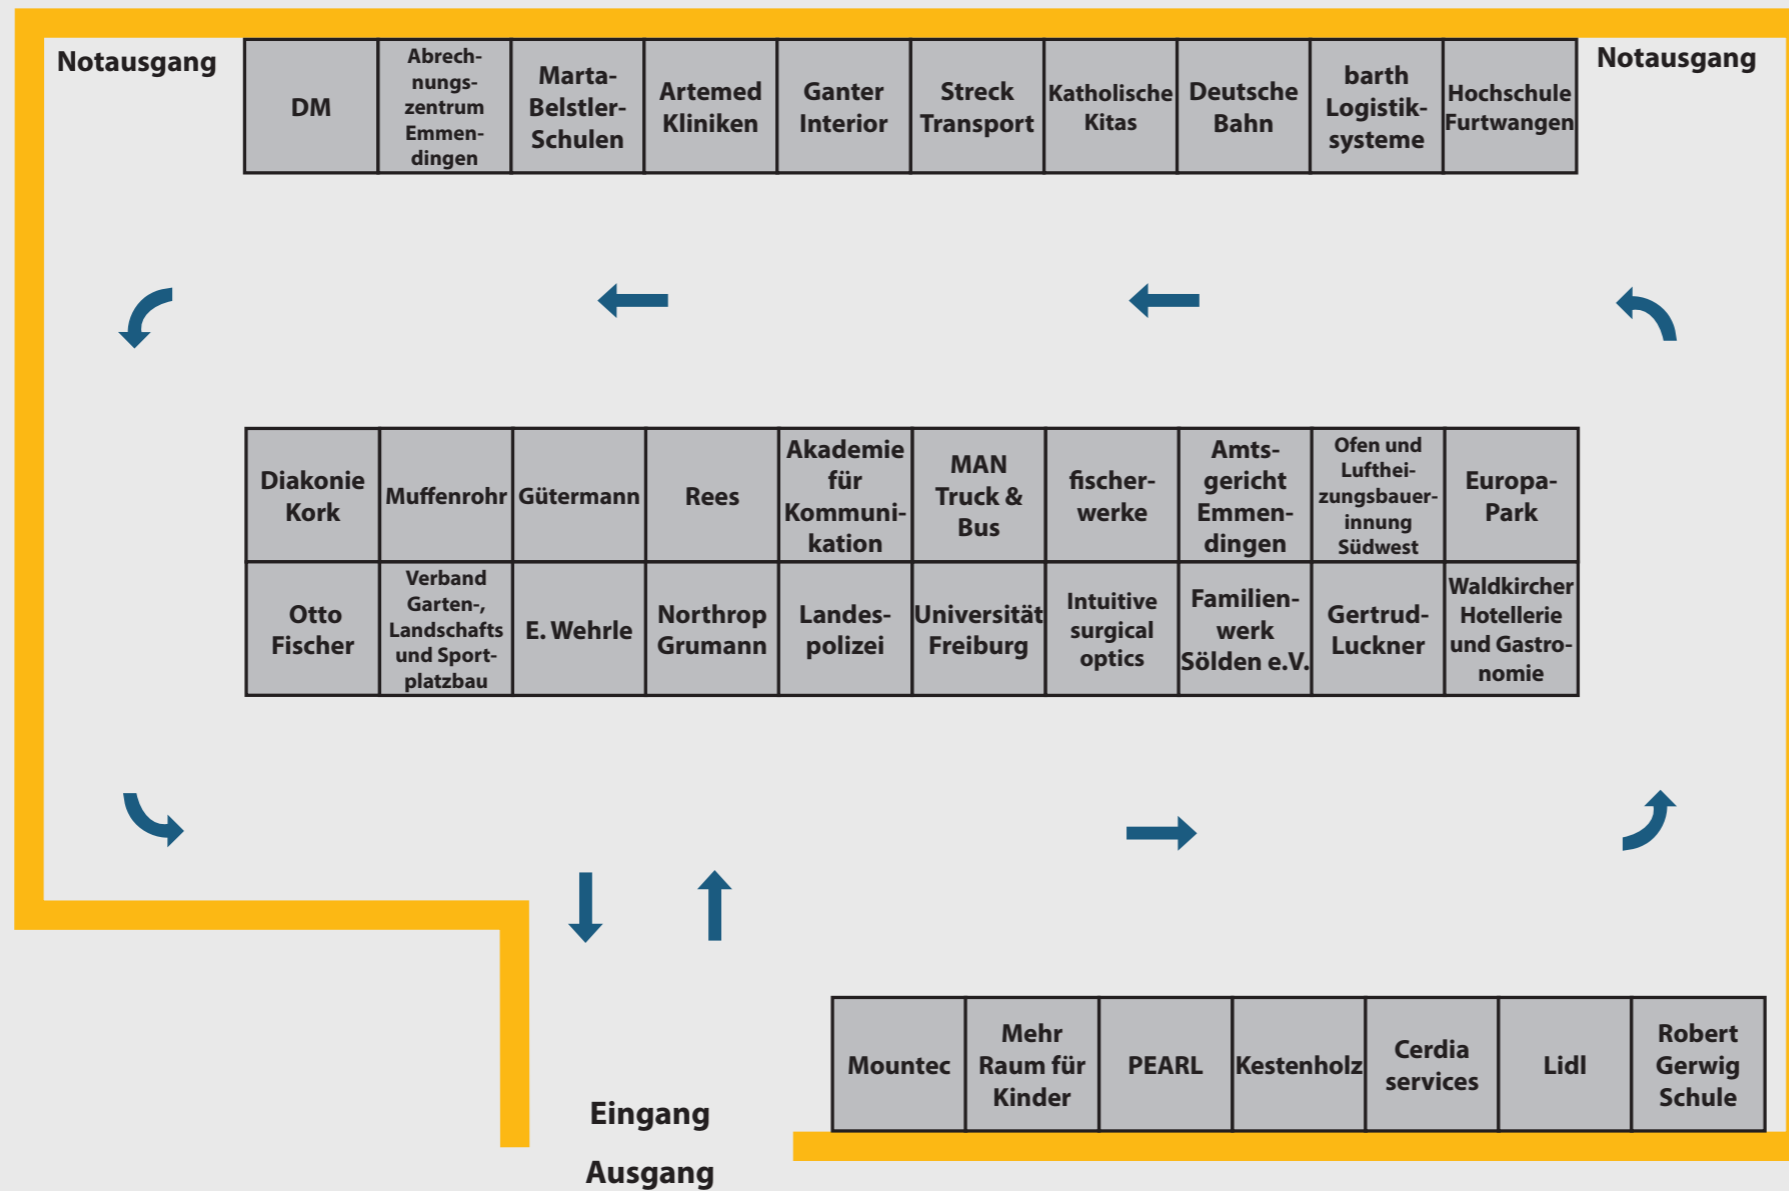 Notausgang
DM
Abrech-
nungs-
zentrum
Emmen-
dingen
Marta-
Belstler-
Schulen
Artemed
Kliniken
Ganter
Interior
Streck
Transport
Katholische
Kitas
Deutsche
Bahn
barth
Logistik-
systeme
Hochschule
Furtwangen
Notausgang
Diakonie
Kork
Muffenrohr
Gütermann
Rees
Akademie
für
Kommuni-
kation
MAN
Truck &
Bus
fischer-
werke
Amts-
gericht
Emmen-
dingen
Ofen und
Lufthei-
zungsbauer-
innung
Südwest
Europa-
Park
Otto
Fischer
Verband
Garten-,
Landschafts
und Sport-
platzbau
E. Wehrle
Northrop
Grumann
Landes-
polizei
Universität
Freiburg
Intuitive
surgical
optics
Familien-
werk
Sölden e.V.
Gertrud-
Luckner
Waldkircher
Hotellerie
und Gastro-
nomie
Mountec
Mehr
Raum für
Kinder
PEARL
Kestenholz
Cerdia
services
Lidl
Robert
Gerwig
Schule
Eingang
Ausgang